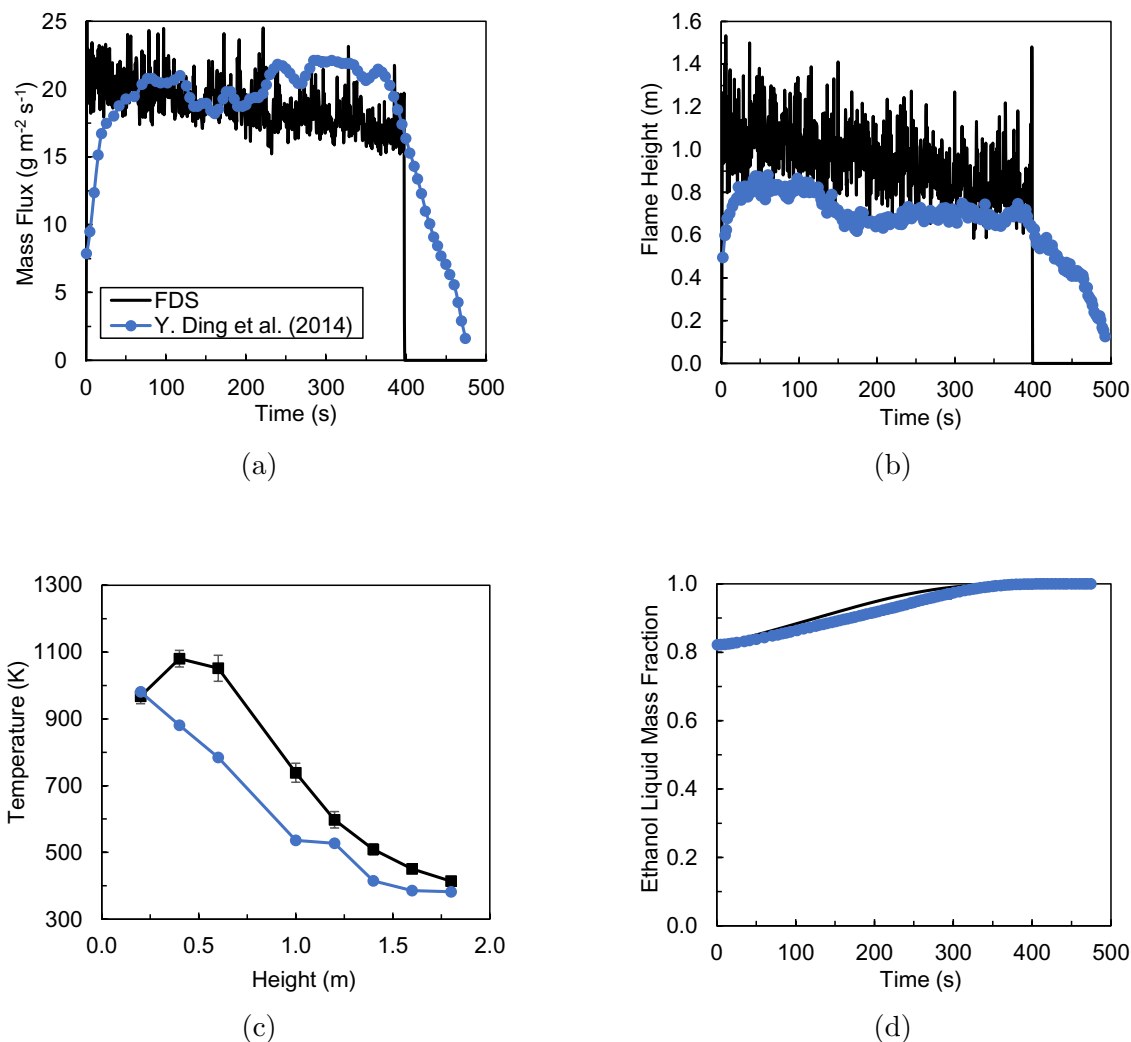 25
20
15
10
5
0
Mass Flux (g m⁻² s⁻¹)
FDS
Y. Ding et al. (2014)
0 100 200 300 400 500
Time (s)
(a)
1.6
1.4
1.2
1.0
0.8
0.6
0.4
0.2
0.0
Flame Height (m)
0 100 200 300 400 500
Time (s)
(b)
1300
1100
900
700
500
300
Temperature (K)
0.0 0.5 1.0 1.5 2.0
Height (m)
(c)
1.0
0.8
0.6
0.4
0.2
0.0
Ethanol Liquid Mass Fraction
0 100 200 300 400 500
Time (s)
(d)